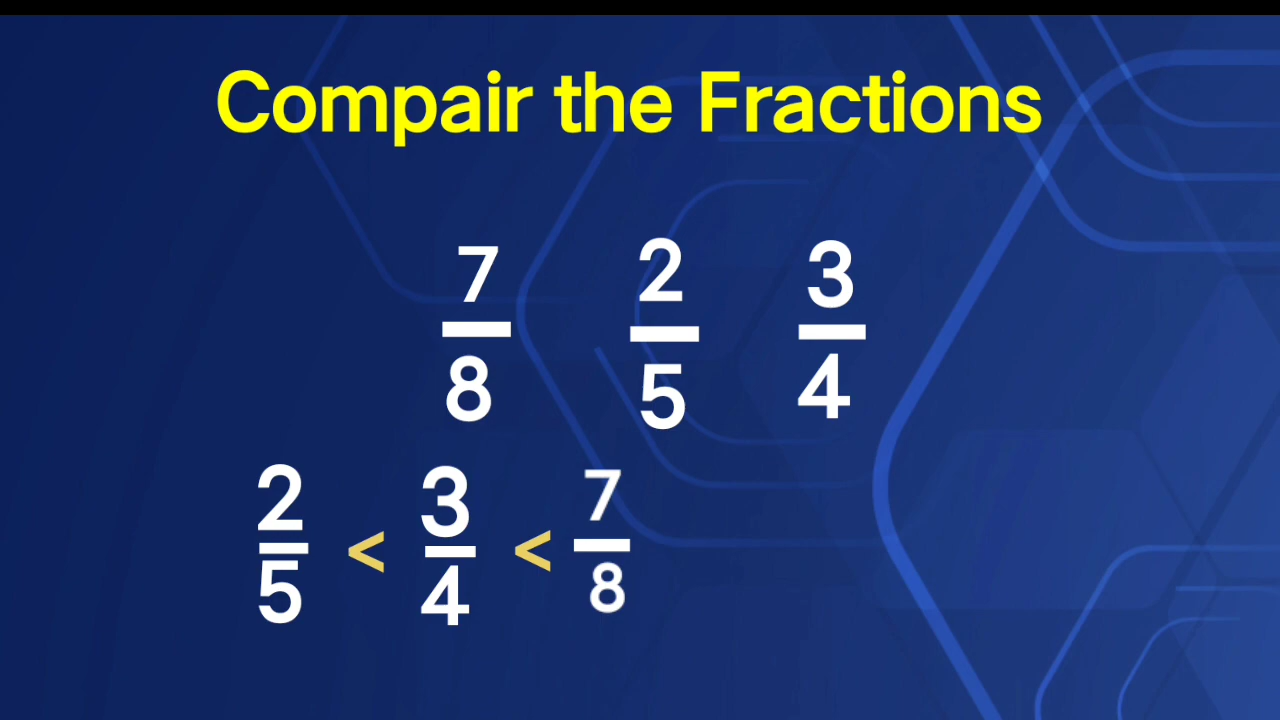 Compair the Fractions
7/8 2/5 3/4
2/5 < 3/4 < 7/8